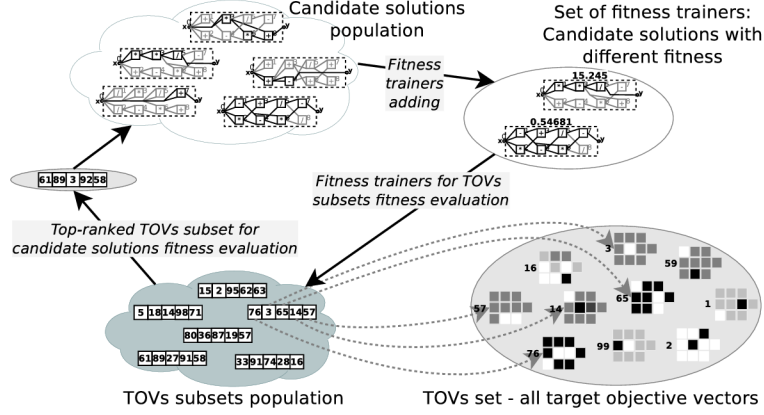 Candidate solutions
population
Set of fitness trainers:
Candidate solutions with
different fitness
Fitness
trainers
adding
15.245
0.54681
61 89 3 92 58
Fitness trainers for TOVs
subsets fitness evaluation
Top-ranked TOVs subset for
candidate solutions fitness evaluation
15 2 95 62 63
5 18 14 98 71
76 3 65 14 57
80 36 87 19 57
61 89 27 91 58
33 91 74 28 16
3
59
16
65
1
57
14
99
2
76
TOVs subsets population
TOVs set - all target objective vectors